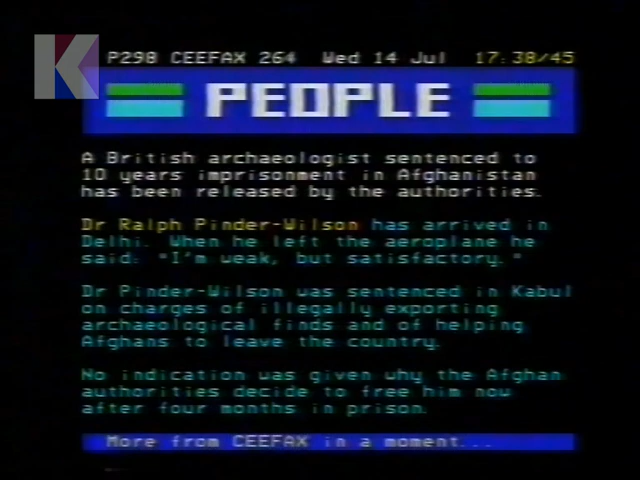 K
P298 CEEFAX 264 Wed 14 Jul 17:38/45
PEOPLE
A British archaeologist sentenced to
10 years imprisonment in Afghanistan
has been released by the authorities.
Dr Ralph Pinder-Wilson has arrived in
Delhi. When he left the aeroplane he
said: "I'm weak, but satisfactory."
Dr Pinder-Wilson was sentenced in Kabul
on charges of illegally exporting
archaeological finds and of helping
Afghans to leave the country.
No indication was given why the Afghan
authorities decide to free him now
after four months in prison.
More from CEEFAX in a moment...